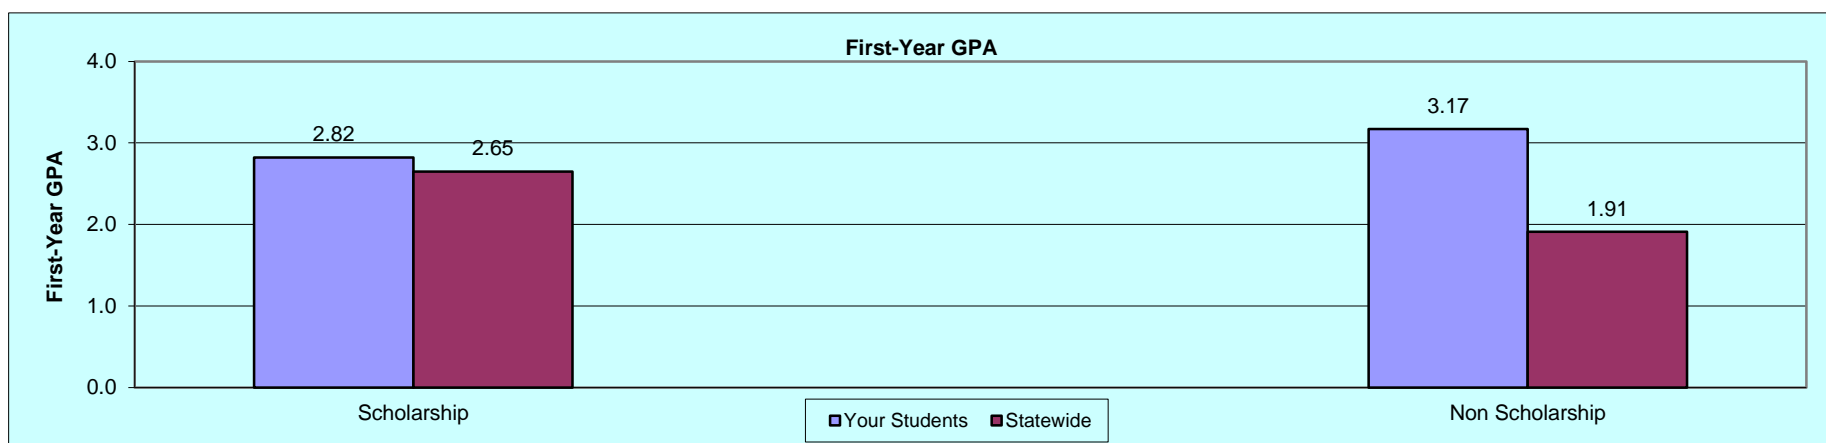 First-Year GPA
First-Year GPA
4.0
3.0
2.0
1.0
0.0
2.82
2.65
3.17
1.91
Scholarship
Non Scholarship
Your Students
Statewide